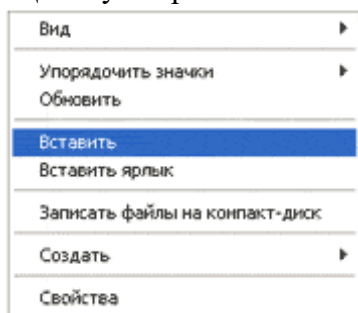 Вид
Упорядочить значки
Обновить
Вставить
Вставить ярлык
Записать файлы на компакт-диск
Создать
Свойства